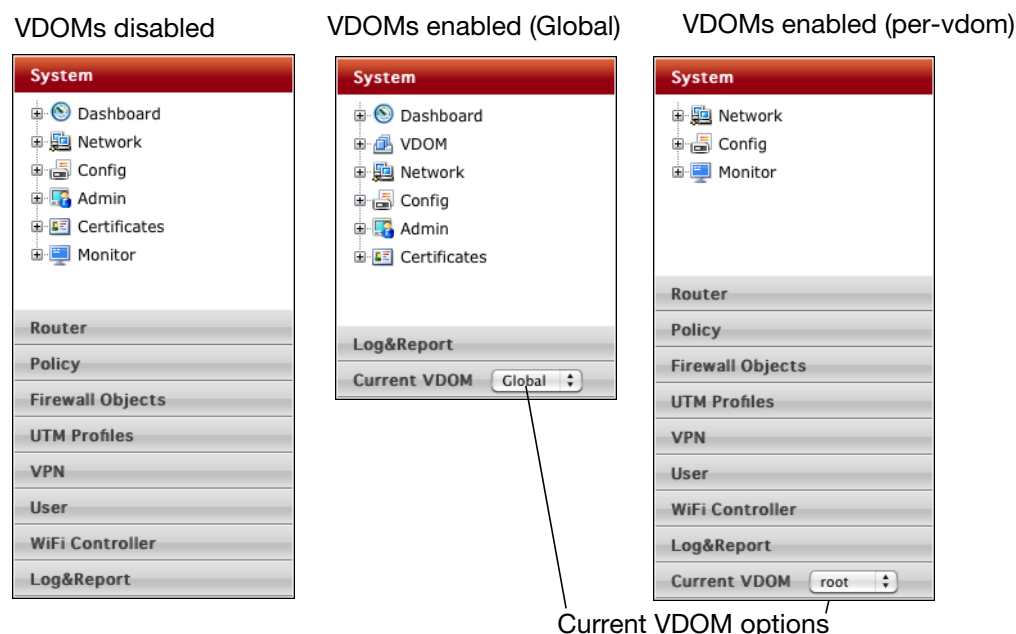 VDOMs disabled
System
Dashboard
Network
Config
Admin
Certificates
Monitor
Router
Policy
Firewall Objects
UTM Profiles
VPN
User
WiFi Controller
Log&Report
VDOMs enabled (Global)
System
Dashboard
VDOM
Network
Config
Admin
Certificates
Log&Report
Current VDOM Global
VDOMs enabled (per-vdom)
System
Network
Config
Monitor
Router
Policy
Firewall Objects
UTM Profiles
VPN
User
WiFi Controller
Log&Report
Current VDOM root
Current VDOM options